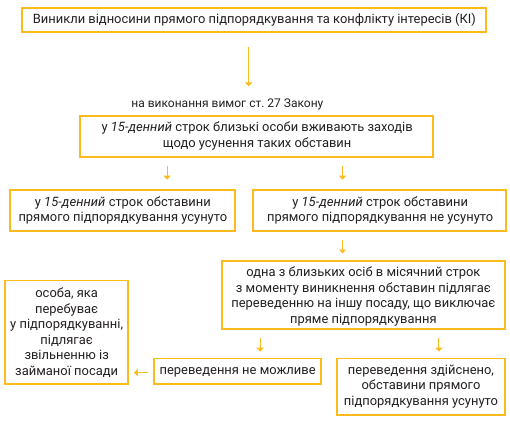 Виникли відносини прямого підпорядкування та конфлікту інтересів (КІ)
на виконання вимог ст. 27 Закону
у 15-денний строк близькі особи вживають заходів
щодо усунення таких обставин
у 15-денний строк обставини
прямого підпорядкування усунуто
у 15-денний строк обставини
прямого підпорядкування не усунуто
одна з близьких осіб в місячний строк
з моменту виникнення обставин підлягає
переведенню на іншу посаду, що виключає
пряме підпорядкування
особа, яка
перебуває
у підпорядкуванні,
підлягає
звільненню із
займаної посади
переведення не можливе
переведення здійснено,
обставини прямого
підпорядкування усунуто